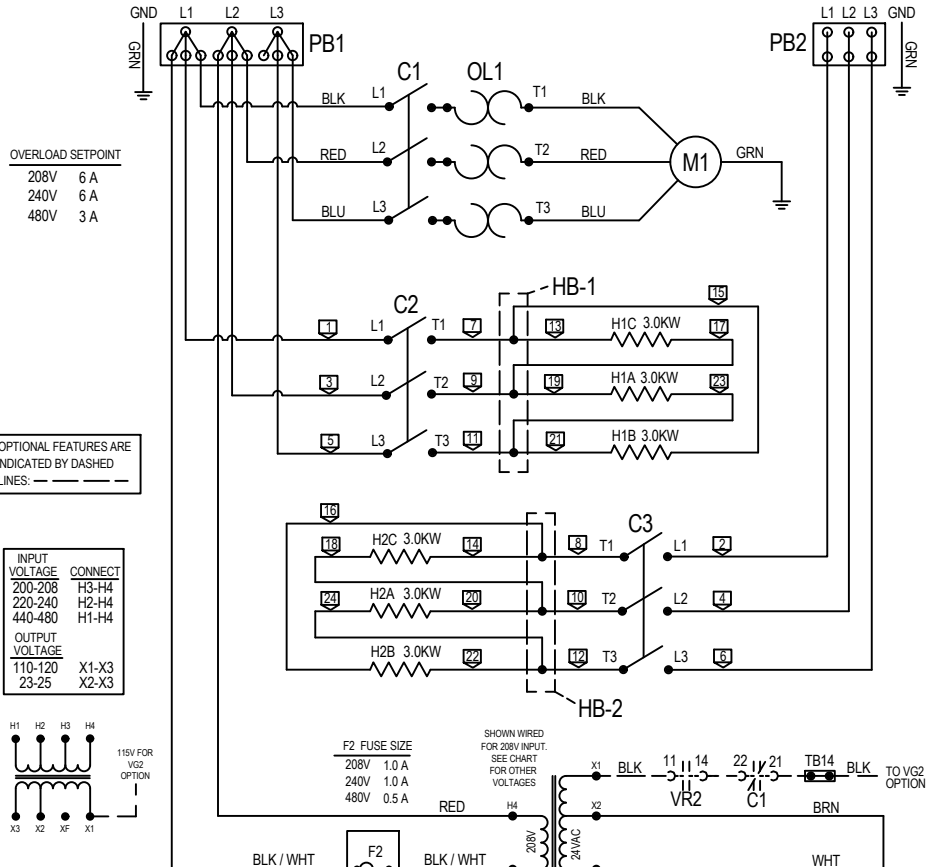 GND L1 L2 L3
PB1
GRN
L1 L2 L3 GND
PB2
GRN
C1 OL1
BLK L1 T1 BLK
RED L2 T2 RED M1 GRN
BLU L3 T3 BLU
OVERLOAD SETPOINT
208V 6 A
240V 6 A
480V 3 A
HB-1
15
C2
1 L1 T1 7 13 H1C 3.0KW 17
3 L2 T2 9 19 H1A 3.0KW 23
5 L3 T3 11 21 H1B 3.0KW
OPTIONAL FEATURES ARE
INDICATED BY DASHED
LINES:
16
C3
18 H2C 3.0KW 14 8 T1 L1 2
24 H2A 3.0KW 20 10 T2 L2 4
H2B 3.0KW 22 12 T3 L3 6
HB-2
INPUT
VOLTAGE CONNECT
200-208 H3-H4
220-240 H2-H4
440-480 H1-H4
OUTPUT
VOLTAGE
110-120 X1-X3
23-25 X2-X3
H1 H2 H3 H4
115V FOR
VG2
OPTION
X3 X2 XF X1
F2 FUSE SIZE
208V 1.0 A
240V 1.0 A
480V 0.5 A
SHOWN WIRED
FOR 208V INPUT.
SEE CHART
FOR OTHER
VOLTAGES
X1 BLK 11 14 22 21 TB14 BLK TO VG2
OPTION
VR2 C1
RED H4 X2 BRN
208V 24VAC
BLK / WHT F2 BLK / WHT WHT